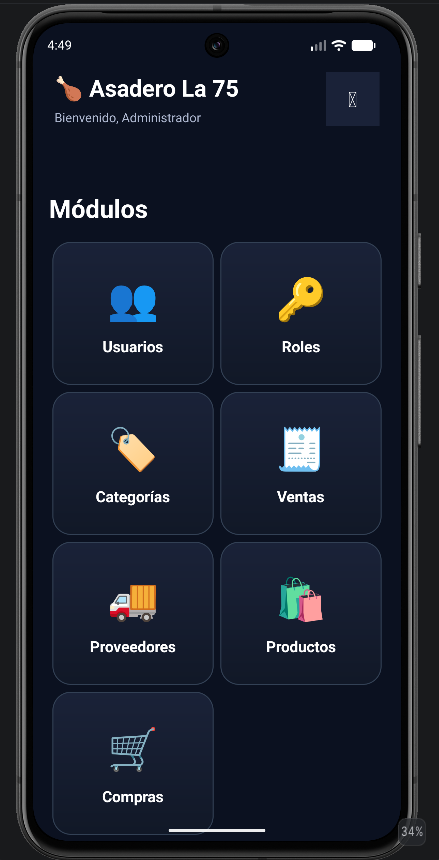 4:49
Asadero La 75
Bienvenido, Administrador
Módulos
Usuarios
Roles
Categorías
Ventas
Proveedores
Productos
Compras
34%